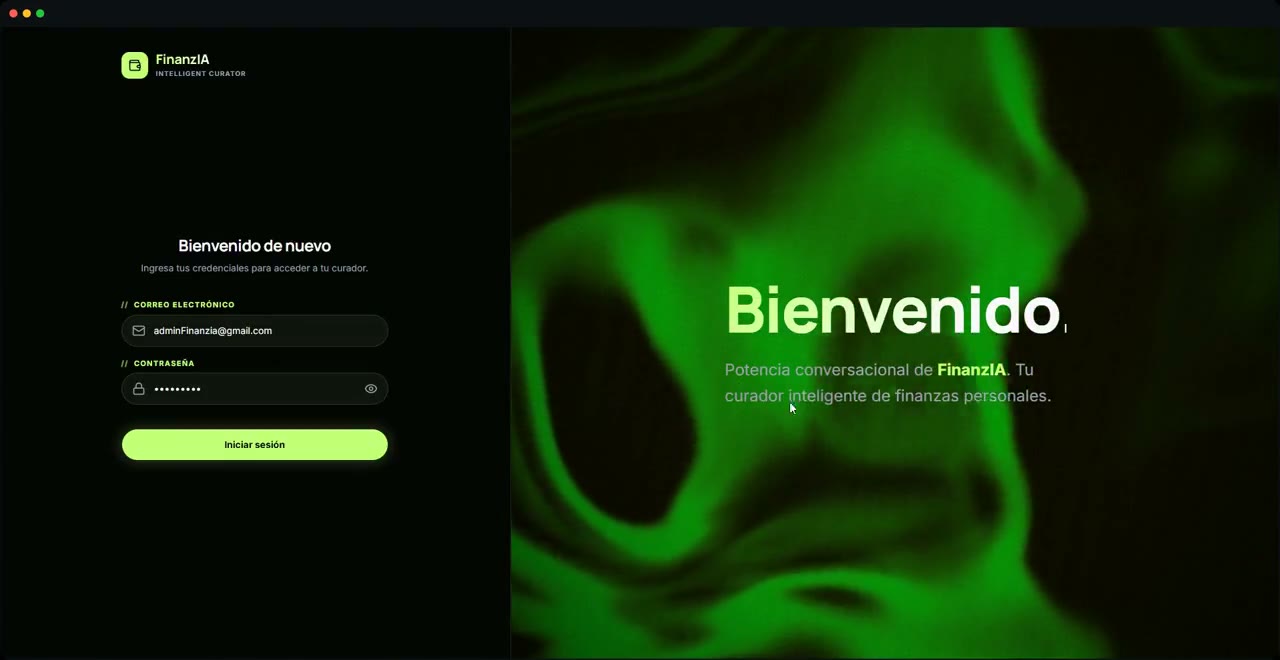 FinanzIA
INTELLIGENT CURATOR
Bienvenido de nuevo
Ingresa tus credenciales para acceder a tu curador.
// CORREO ELECTRÓNICO
adminFinanzia@gmail.com
// CONTRASEÑA
•••••••••
Iniciar sesión
Bienvenido
Potencia conversacional de FinanzIA. Tu
curador inteligente de finanzas personales.